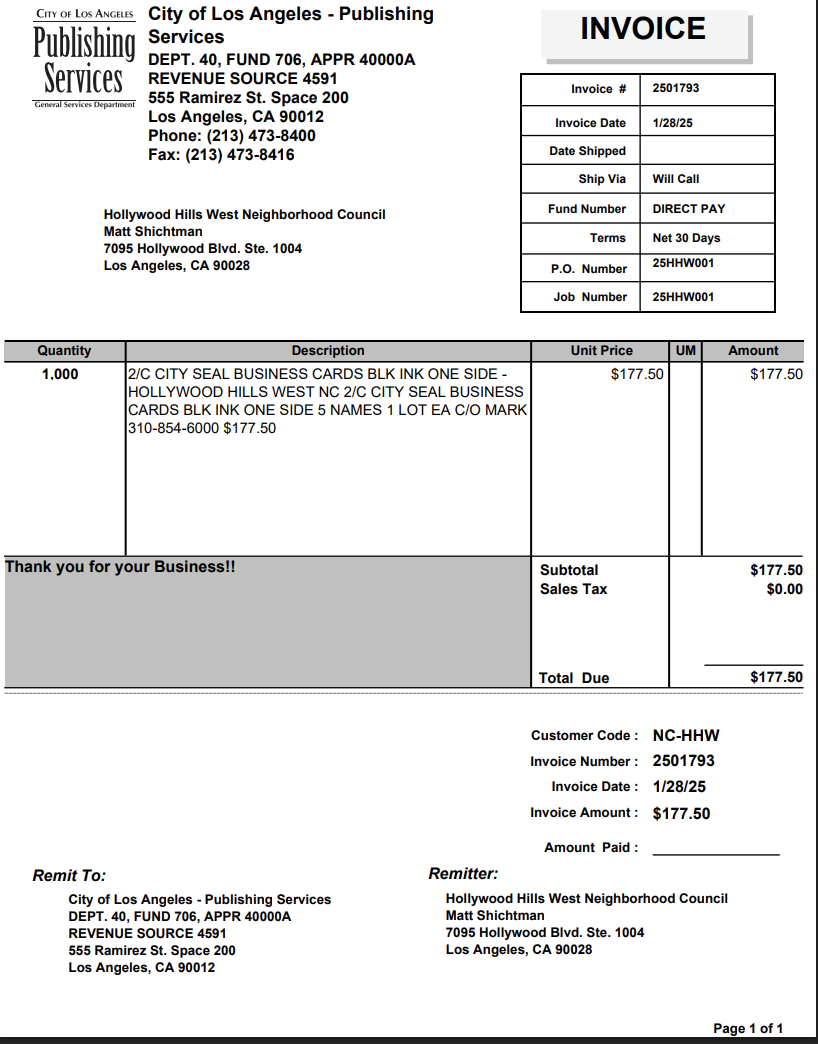 CITY OF LOS ANGELES
Publishing
Services
General Services Department
City of Los Angeles - Publishing
Services
DEPT. 40, FUND 706, APPR 40000A
REVENUE SOURCE 4591
555 Ramirez St. Space 200
Los Angeles, CA 90012
Phone: (213) 473-8400
Fax: (213) 473-8416
INVOICE
Invoice # 2501793
Invoice Date 1/28/25
Date Shipped
Ship Via Will Call
Fund Number DIRECT PAY
Terms Net 30 Days
P.O. Number 25HHW001
Job Number 25HHW001
Hollywood Hills West Neighborhood Council
Matt Shichtman
7095 Hollywood Blvd. Ste. 1004
Los Angeles, CA 90028
Quantity Description Unit Price UM Amount
1,000 2/C CITY SEAL BUSINESS CARDS BLK INK ONE SIDE - $177.50 $177.50
HOLLYWOOD HILLS WEST NC 2/C CITY SEAL BUSINESS
CARDS BLK INK ONE SIDE 5 NAMES 1 LOT EA C/O MARK
310-854-6000 $177.50
Thank you for your Business!!
Subtotal $177.50
Sales Tax $0.00
Total Due $177.50
Customer Code : NC-HHW
Invoice Number : 2501793
Invoice Date : 1/28/25
Invoice Amount : $177.50
Amount Paid :
Remit To:
City of Los Angeles - Publishing Services
DEPT. 40, FUND 706, APPR 40000A
REVENUE SOURCE 4591
555 Ramirez St. Space 200
Los Angeles, CA 90012
Remitter:
Hollywood Hills West Neighborhood Council
Matt Shichtman
7095 Hollywood Blvd. Ste. 1004
Los Angeles, CA 90028
Page 1 of 1